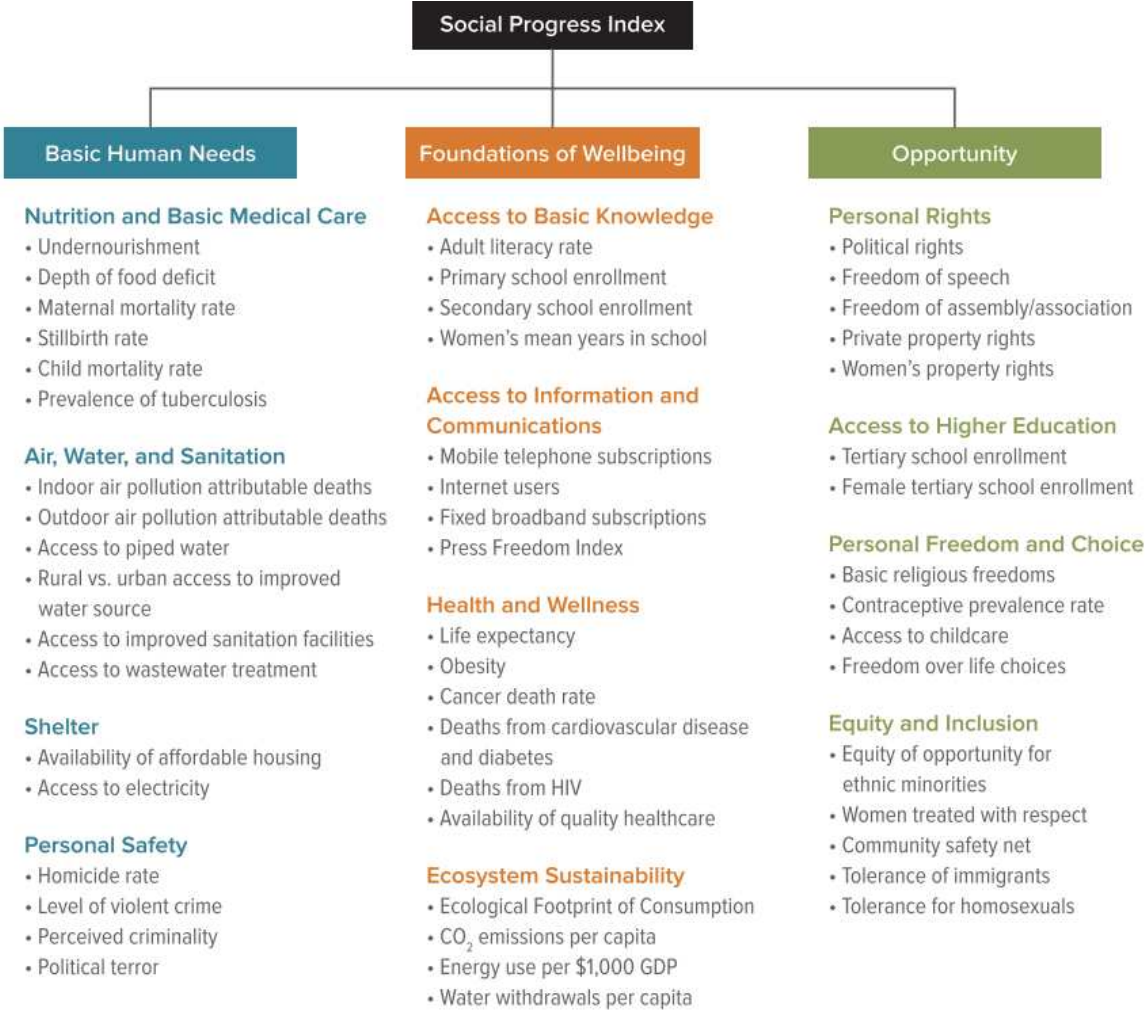 Social Progress Index
Basic Human Needs
Nutrition and Basic Medical Care
• Undernourishment
• Depth of food deficit
• Maternal mortality rate
• Stillbirth rate
• Child mortality rate
• Prevalence of tuberculosis
Air, Water, and Sanitation
• Indoor air pollution attributable deaths
• Outdoor air pollution attributable deaths
• Access to piped water
• Rural vs. urban access to improved
water source
• Access to improved sanitation facilities
• Access to wastewater treatment
Shelter
• Availability of affordable housing
• Access to electricity
Personal Safety
• Homicide rate
• Level of violent crime
• Perceived criminality
• Political terror
Foundations of Wellbeing
Access to Basic Knowledge
• Adult literacy rate
• Primary school enrollment
• Secondary school enrollment
• Women's mean years in school
Access to Information and
Communications
• Mobile telephone subscriptions
• Internet users
• Fixed broadband subscriptions
• Press Freedom Index
Health and Wellness
• Life expectancy
• Obesity
• Cancer death rate
• Deaths from cardiovascular disease
and diabetes
• Deaths from HIV
• Availability of quality healthcare
Ecosystem Sustainability
• Ecological Footprint of Consumption
• CO₂ emissions per capita
• Energy use per $1,000 GDP
• Water withdrawals per capita
Opportunity
Personal Rights
• Political rights
• Freedom of speech
• Freedom of assembly/association
• Private property rights
• Women's property rights
Access to Higher Education
• Tertiary school enrollment
• Female tertiary school enrollment
Personal Freedom and Choice
• Basic religious freedoms
• Contraceptive prevalence rate
• Access to childcare
• Freedom over life choices
Equity and Inclusion
• Equity of opportunity for
ethnic minorities
• Women treated with respect
• Community safety net
• Tolerance of immigrants
• Tolerance for homosexuals